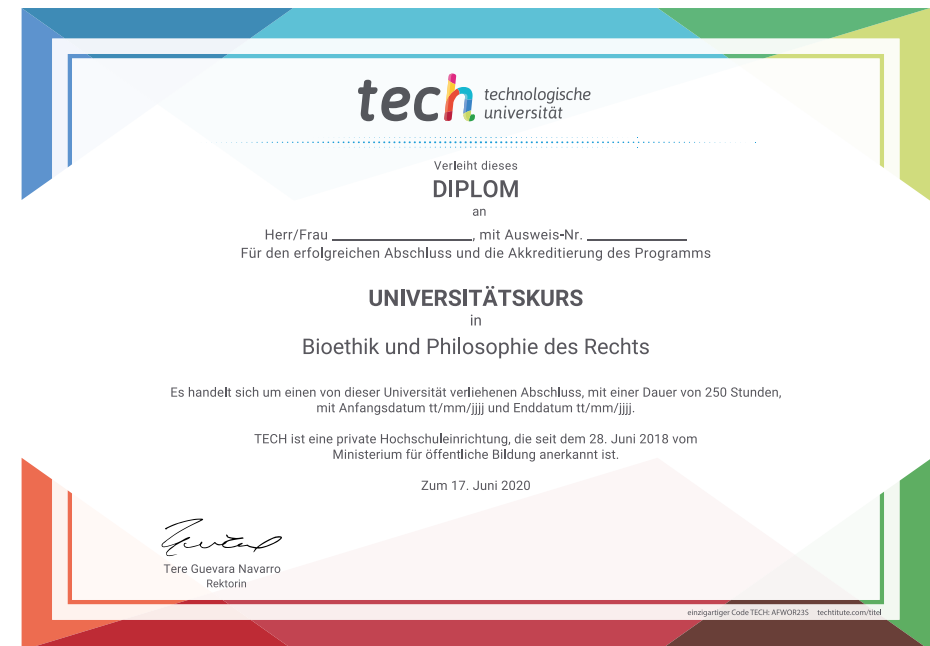 tech technologische
universität
Verleiht dieses
DIPLOM
an
Herr/Frau ____________________, mit Ausweis-Nr. ______________
Für den erfolgreichen Abschluss und die Akkreditierung des Programms
UNIVERSITÄTSKURS
in
Bioethik und Philosophie des Rechts
Es handelt sich um einen von dieser Universität verliehenen Abschluss, mit einer Dauer von 250 Stunden,
mit Anfangsdatum tt/mm/jjjj und Enddatum tt/mm/jjjj.
TECH ist eine private Hochschuleinrichtung, die seit dem 28. Juni 2018 vom
Ministerium für öffentliche Bildung anerkannt ist.
Zum 17. Juni 2020
Tere Guevara Navarro
Rektorin
einzigartiger Code TECH: AFWOR23S techtitute.com/titel